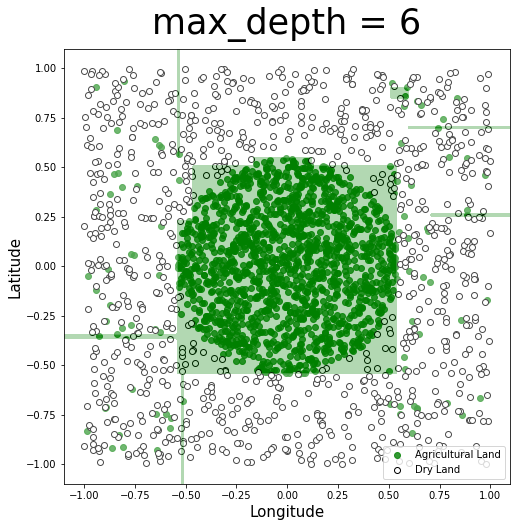 max_depth = 6
1.00
0.75
0.50
0.25
0.00
−0.25
−0.50
−0.75
−1.00
Latitude
−1.00 −0.75 −0.50 −0.25 0.00 0.25 0.50 0.75 1.00
Longitude
Agricultural Land
Dry Land